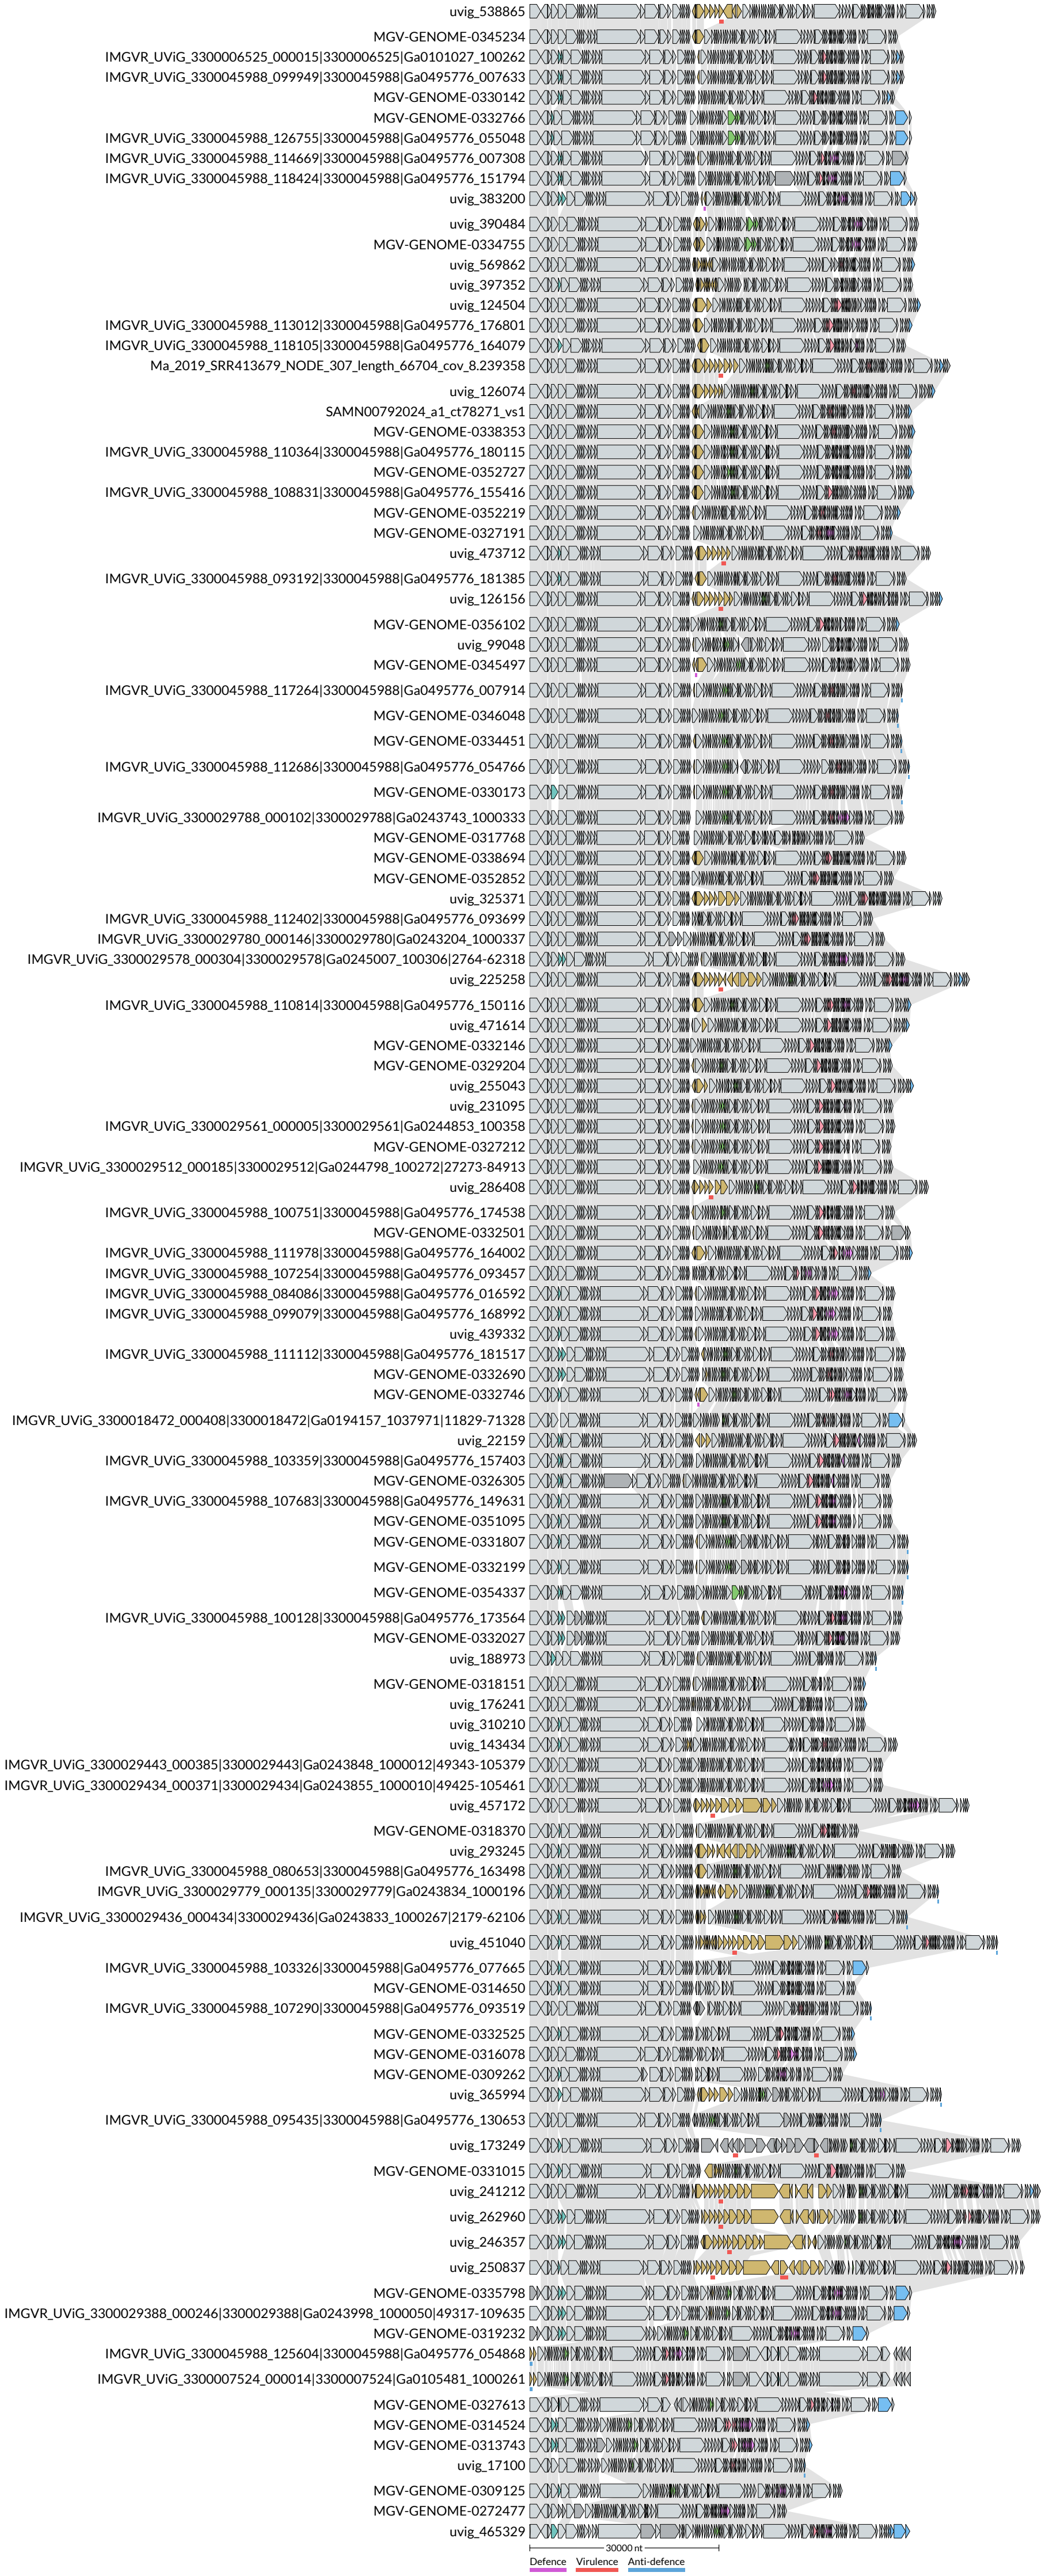 uvig_538865
MGV-GENOME-0345234
IMGVR_UViG_3300006525_000015|3300006525|Ga0101027_100262
IMGVR_UViG_3300045988_099949|3300045988|Ga0495776_007633
MGV-GENOME-0330142
MGV-GENOME-0332766
IMGVR_UViG_3300045988_126755|3300045988|Ga0495776_055048
IMGVR_UViG_3300045988_114669|3300045988|Ga0495776_007308
IMGVR_UViG_3300045988_118424|3300045988|Ga0495776_151794
uvig_383200
uvig_390484
MGV-GENOME-0334755
uvig_569862
uvig_397352
uvig_124504
IMGVR_UViG_3300045988_113012|3300045988|Ga0495776_176801
IMGVR_UViG_3300045988_118105|3300045988|Ga0495776_164079
Ma_2019_SRR413679_NODE_307_length_66704_cov_8.239358
uvig_126074
SAMN00792024_a1_ct78271_vs1
MGV-GENOME-0338353
IMGVR_UViG_3300045988_110364|3300045988|Ga0495776_180115
MGV-GENOME-0352727
IMGVR_UViG_3300045988_108831|3300045988|Ga0495776_155416
MGV-GENOME-0352219
MGV-GENOME-0327191
uvig_473712
IMGVR_UViG_3300045988_093192|3300045988|Ga0495776_181385
uvig_126156
MGV-GENOME-0356102
uvig_99048
MGV-GENOME-0345497
IMGVR_UViG_3300045988_117264|3300045988|Ga0495776_007914
MGV-GENOME-0346048
MGV-GENOME-0334451
IMGVR_UViG_3300045988_112686|3300045988|Ga0495776_054766
MGV-GENOME-0330173
IMGVR_UViG_3300029788_000102|3300029788|Ga0243743_1000333
MGV-GENOME-0317768
MGV-GENOME-0338694
MGV-GENOME-0352852
uvig_325371
IMGVR_UViG_3300045988_112402|3300045988|Ga0495776_093699
IMGVR_UViG_3300029780_000146|3300029780|Ga0243204_1000337
IMGVR_UViG_3300029578_000304|3300029578|Ga0245007_100306|2764-62318
uvig_225258
IMGVR_UViG_3300045988_110814|3300045988|Ga0495776_150116
uvig_471614
MGV-GENOME-0332146
MGV-GENOME-0329204
uvig_255043
uvig_231095
IMGVR_UViG_3300029561_000005|3300029561|Ga0244853_100358
MGV-GENOME-0327212
IMGVR_UViG_3300029512_000185|3300029512|Ga0244798_100272|27273-84913
uvig_286408
IMGVR_UViG_3300045988_100751|3300045988|Ga0495776_174538
MGV-GENOME-0332501
IMGVR_UViG_3300045988_111978|3300045988|Ga0495776_164002
IMGVR_UViG_3300045988_107254|3300045988|Ga0495776_093457
IMGVR_UViG_3300045988_084086|3300045988|Ga0495776_016592
IMGVR_UViG_3300045988_099079|3300045988|Ga0495776_168992
uvig_439332
IMGVR_UViG_3300045988_111112|3300045988|Ga0495776_181517
MGV-GENOME-0332690
MGV-GENOME-0332746
IMGVR_UViG_3300018472_000408|3300018472|Ga0194157_1037971|11829-71328
uvig_22159
IMGVR_UViG_3300045988_103359|3300045988|Ga0495776_157403
MGV-GENOME-0326305
IMGVR_UViG_3300045988_107683|3300045988|Ga0495776_149631
MGV-GENOME-0351095
MGV-GENOME-0331807
MGV-GENOME-0332199
MGV-GENOME-0354337
IMGVR_UViG_3300045988_100128|3300045988|Ga0495776_173564
MGV-GENOME-0332027
uvig_188973
MGV-GENOME-0318151
uvig_176241
uvig_310210
uvig_143434
IMGVR_UViG_3300029443_000385|3300029443|Ga0243848_1000012|49343-105379
IMGVR_UViG_3300029434_000371|3300029434|Ga0243855_1000010|49425-105461
uvig_457172
MGV-GENOME-0318370
uvig_293245
IMGVR_UViG_3300045988_080653|3300045988|Ga0495776_163498
IMGVR_UViG_3300029779_000135|3300029779|Ga0243834_1000196
IMGVR_UViG_3300029436_000434|3300029436|Ga0243833_1000267|2179-62106
uvig_451040
IMGVR_UViG_3300045988_103326|3300045988|Ga0495776_077665
MGV-GENOME-0314650
IMGVR_UViG_3300045988_107290|3300045988|Ga0495776_093519
MGV-GENOME-0332525
MGV-GENOME-0316078
MGV-GENOME-0309262
uvig_365994
IMGVR_UViG_3300045988_095435|3300045988|Ga0495776_130653
uvig_173249
MGV-GENOME-0331015
uvig_241212
uvig_262960
uvig_246357
uvig_250837
MGV-GENOME-0335798
IMGVR_UViG_3300029388_000246|3300029388|Ga0243998_1000050|49317-109635
MGV-GENOME-0319232
IMGVR_UViG_3300045988_125604|3300045988|Ga0495776_054868
IMGVR_UViG_3300007524_000014|3300007524|Ga0105481_1000261
MGV-GENOME-0327613
MGV-GENOME-0314524
MGV-GENOME-0313743
uvig_17100
MGV-GENOME-0309125
MGV-GENOME-0272477
uvig_465329
30000 nt
Defence Virulence Anti-defence